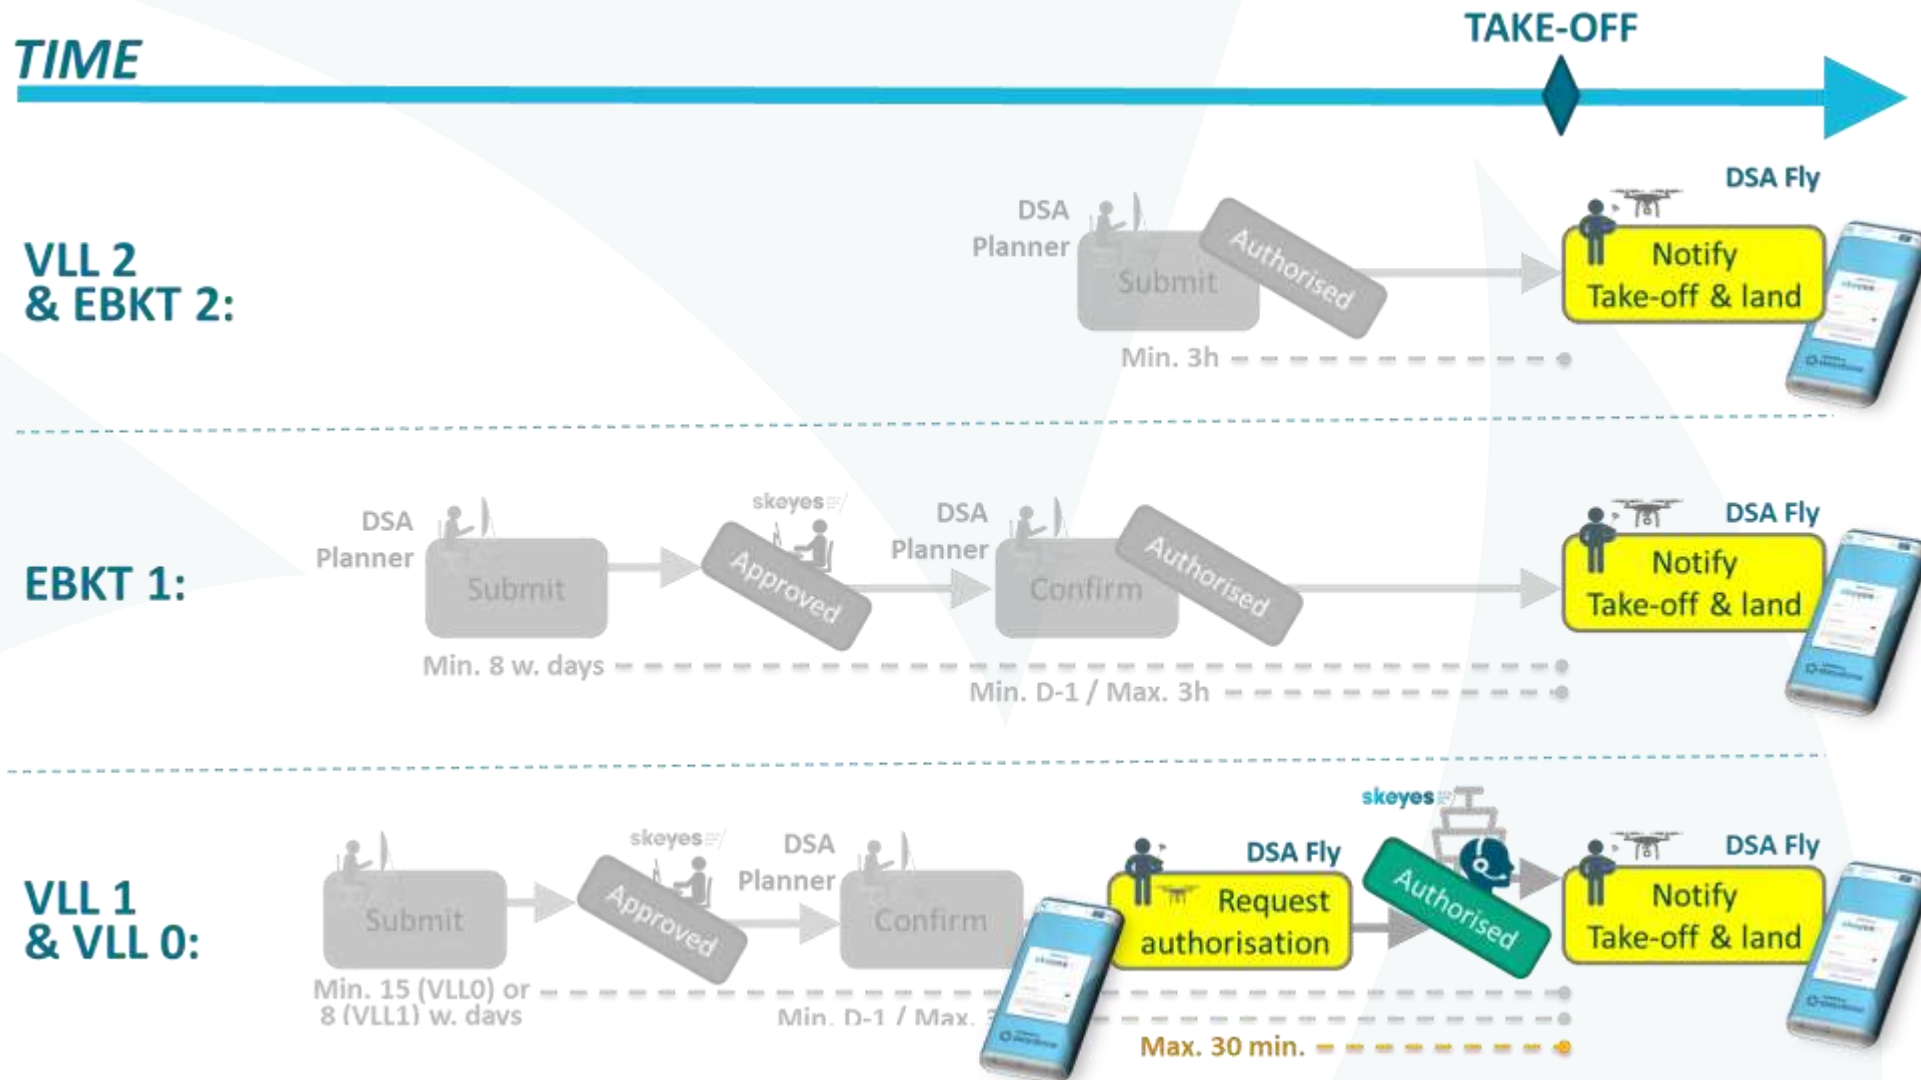 TIME
TAKE-OFF
VLL 2
& EBKT 2:
DSA
Planner
Submit
Authorised
DSA Fly
Notify
Take-off & land
Min. 3h
EBKT 1:
DSA
Planner
Submit
skeyes
Approved
DSA
Planner
Confirm
Authorised
DSA Fly
Notify
Take-off & land
Min. 8 w. days
Min. D-1 / Max. 3h
VLL 1
& VLL 0:
Submit
skeyes
Approved
DSA
Planner
Confirm
DSA Fly
Request
authorisation
skeyes
Authorised
DSA Fly
Notify
Take-off & land
Min. 15 (VLL0) or
8 (VLL1) w. days
Min. D-1 / Max.
Max. 30 min.